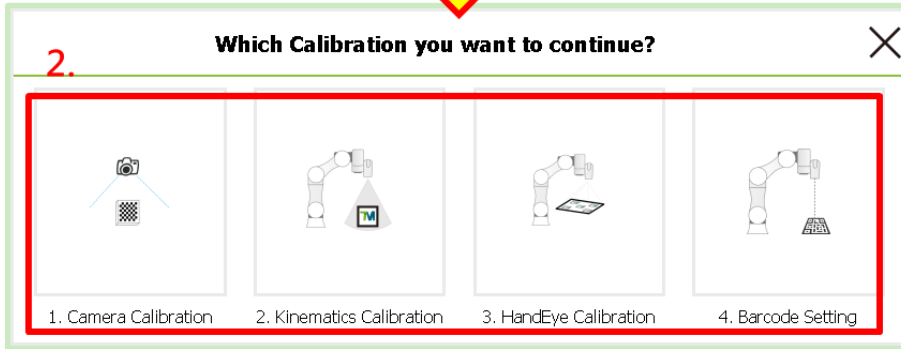 Which Calibration you want to continue?
2.
TM
1. Camera Calibration
2. Kinematics Calibration
3. HandEye Calibration
4. Barcode Setting